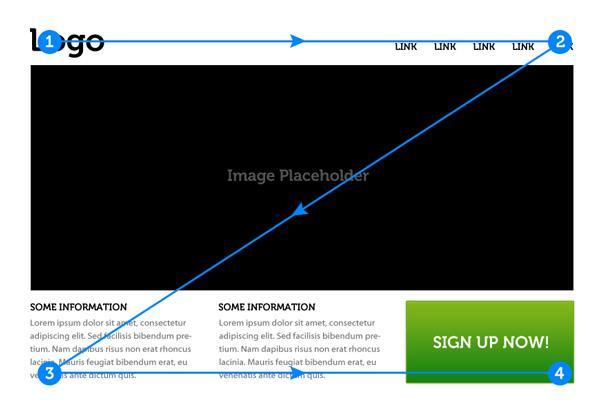 Logo
1
2
LINK LINK LINK LINK
Image Placeholder
SOME INFORMATION
Lorem ipsum dolor sit amet, consectetur
adipiscing elit. Sed facilisis bibendum pre-
tium. Nam dapibus risus non erat rhoncus
lacinia. Mauris feugiat bibendum erat, eu
venenatis ante dictum quis.
SOME INFORMATION
Lorem ipsum dolor sit amet, consectetur
adipiscing elit. Sed facilisis bibendum pre-
tium. Nam dapibus risus non erat rhoncus
lacinia. Mauris feugiat bibendum erat, eu
venenatis ante dictum quis.
SIGN UP NOW!
3
4